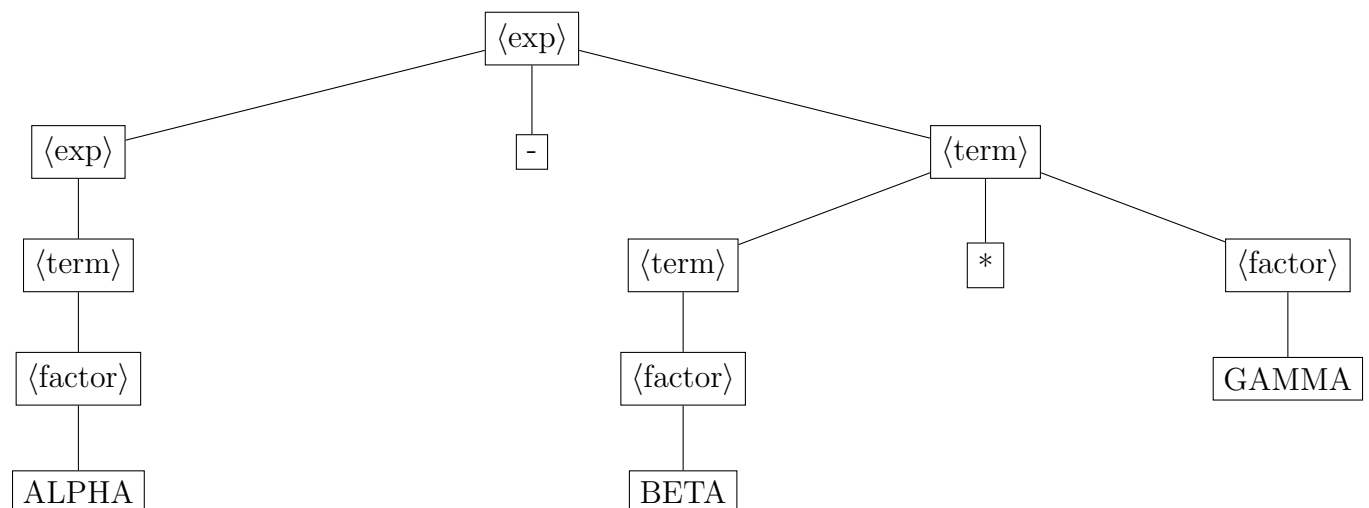 ⟨exp⟩
⟨exp⟩ - ⟨term⟩
⟨term⟩ ⟨term⟩ * ⟨factor⟩
⟨factor⟩ ⟨factor⟩ GAMMA
ALPHA BETA